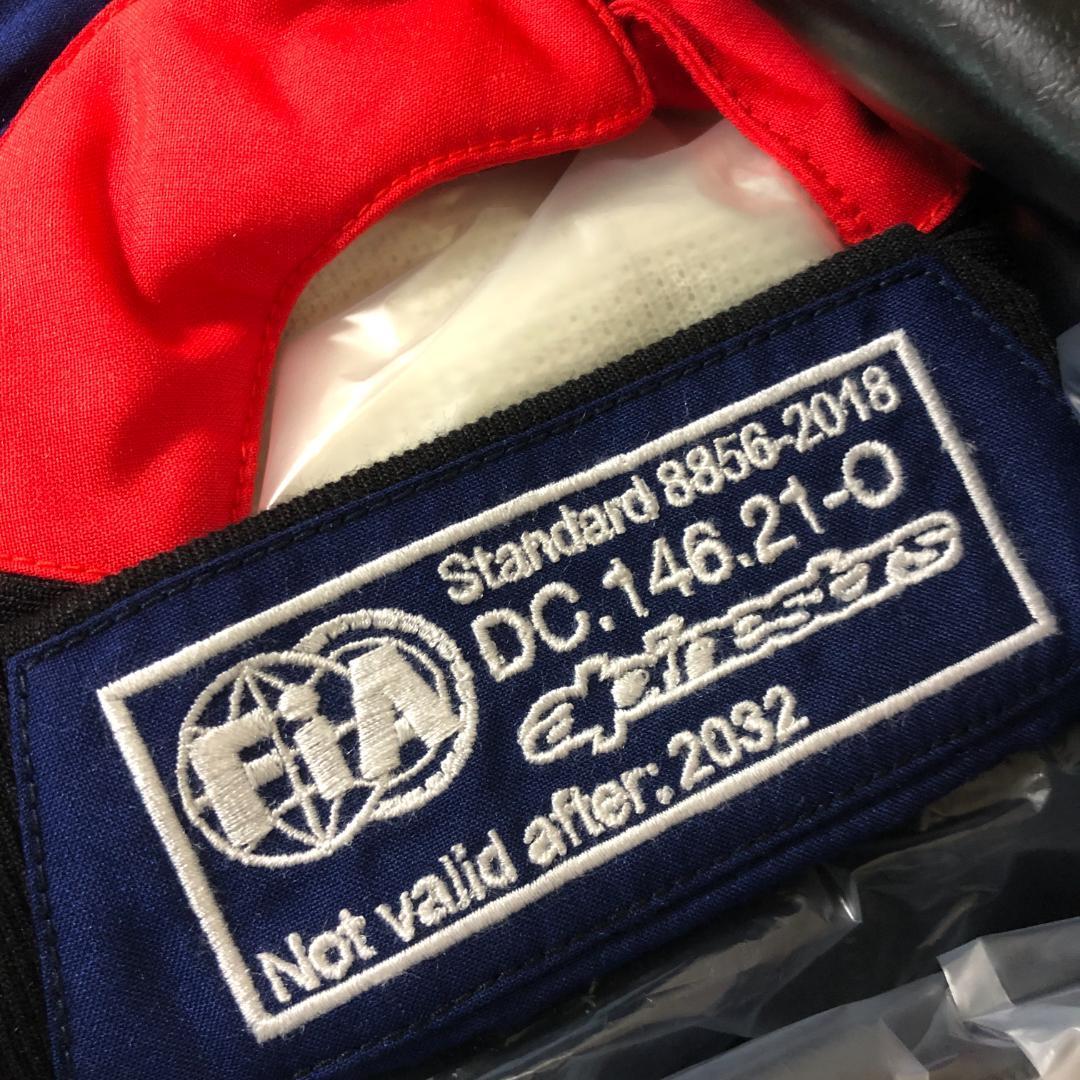 Standard 8856-2018
DC.146.21-O
alpinestars
FiA
Not valid after: 2032